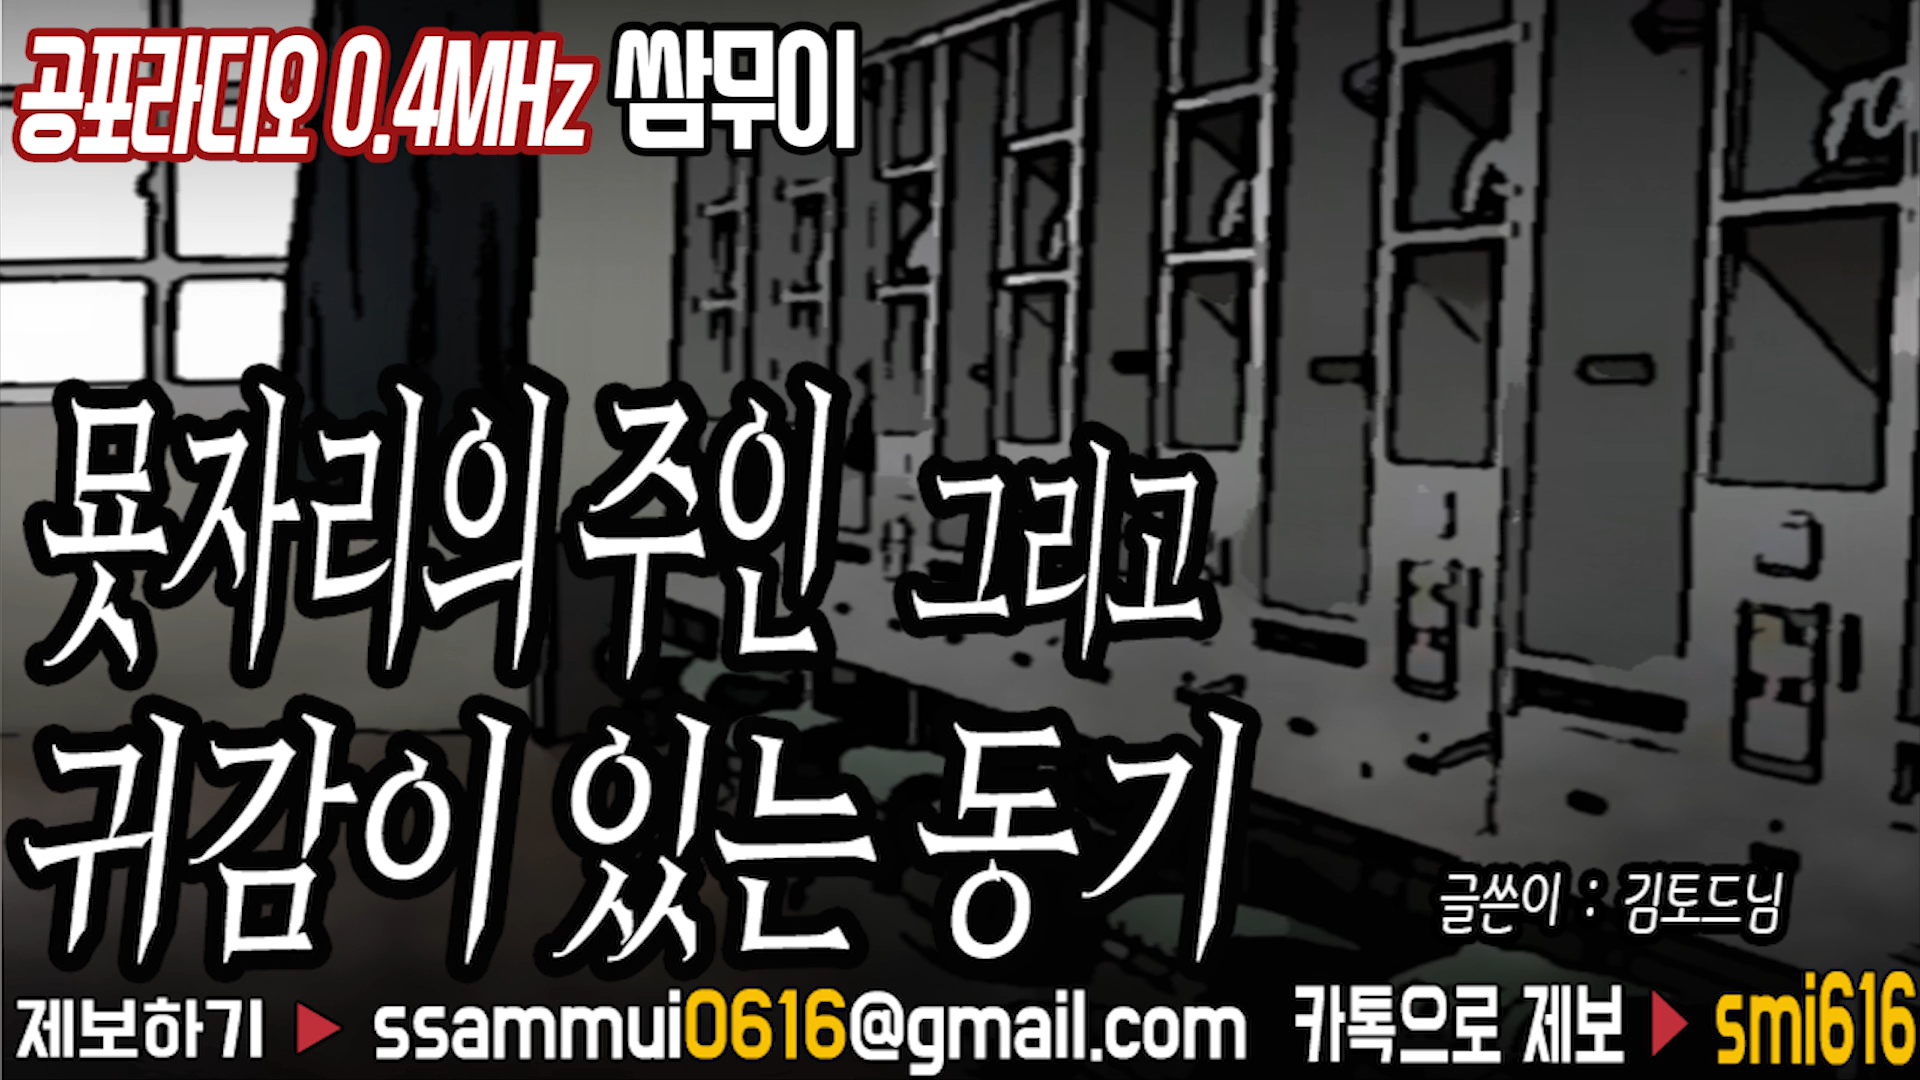 공포라디오 0.4MHz 쌈무이
묫자리의 주인 그리고
귀감이 있는 동기
글쓴이 : 김토드님
제보하기 ▶ ssammui0616@gmail.com 카톡으로 제보 ▶ smi616